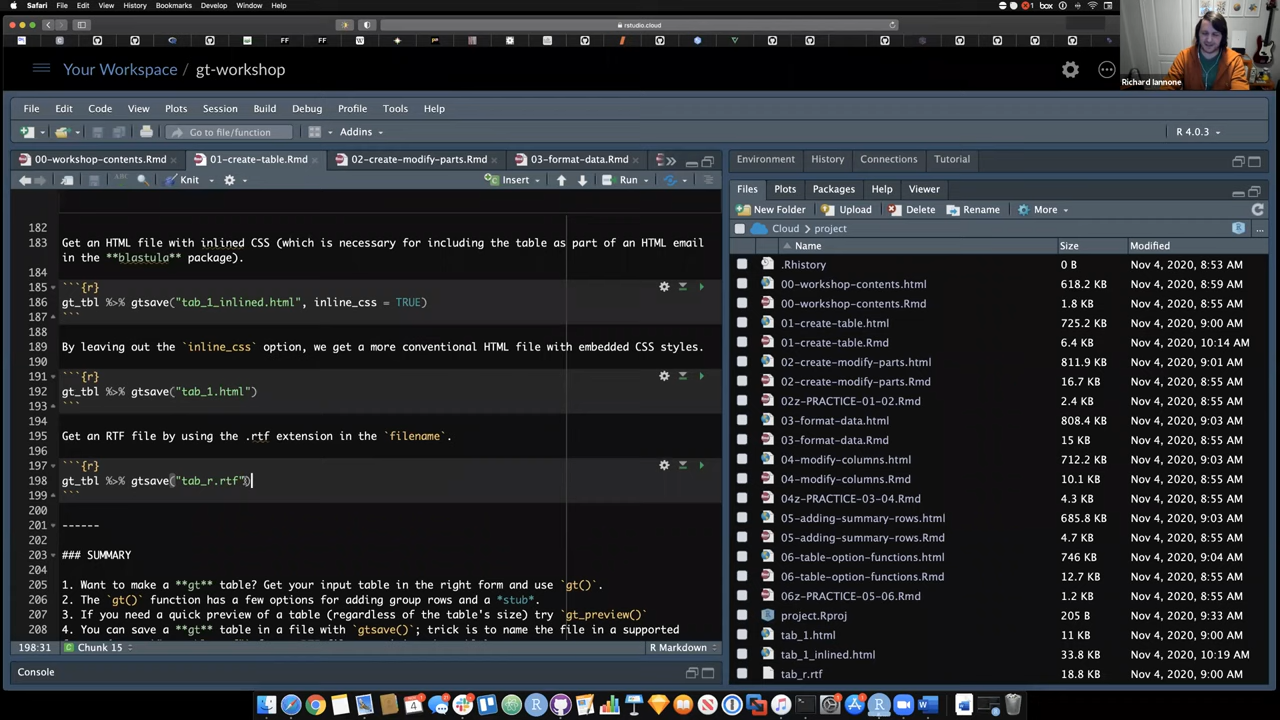 Safari File Edit View History Bookmarks Develop Window Help
box
rstudio.cloud
FF FF W
Richard Iannone
Your Workspace / gt-workshop
File Edit Code View Plots Session Build Debug Profile Tools Help
Go to file/function Addins R 4.0.3
00-workshop-contents.Rmd 01-create-table.Rmd 02-create-modify-parts.Rmd 03-format-data.Rmd
Knit Insert Run
182
183 Get an HTML file with inlined CSS (which is necessary for including the table as part of an HTML email
in the **blastula** package).
184
185 ```{r}
186 gt_tbl %>% gtsave("tab_1_inlined.html", inline_css = TRUE)
187 ```
188
189 By leaving out the `inline_css` option, we get a more conventional HTML file with embedded CSS styles.
190
191 ```{r}
192 gt_tbl %>% gtsave("tab_1.html")
193 ```
194
195 Get an RTF file by using the .rtf extension in the `filename`.
196
197 ```{r}
198 gt_tbl %>% gtsave("tab_r.rtf")
199 ```
200
201 ------
202
203 ### SUMMARY
204
205 1. Want to make a **gt** table? Get your input table in the right form and use `gt()`.
206 2. The `gt()` function has a few options for adding group rows and a *stub*.
207 3. If you need a quick preview of a table (regardless of the table's size) try `gt_preview()`
208 4. You can save a **gt** table in a file with `gtsave()`; trick is to name the file in a supported
198:31 Chunk 15 R Markdown
Console
Environment History Connections Tutorial
Files Plots Packages Help Viewer
New Folder Upload Delete Rename More
Cloud project ...
Name Size Modified
.Rhistory 0 B Nov 4, 2020, 8:53 AM
00-workshop-contents.html 618.2 KB Nov 4, 2020, 9:33 AM
00-workshop-contents.Rmd 1.8 KB Nov 4, 2020, 8:55 AM
01-create-table.html 725.2 KB Nov 4, 2020, 9:00 AM
01-create-table.Rmd 6.4 KB Nov 4, 2020, 10:14 AM
02-create-modify-parts.html 811.9 KB Nov 4, 2020, 9:01 AM
02-create-modify-parts.Rmd 16.7 KB Nov 4, 2020, 8:55 AM
02z-PRACTICE-01-02.Rmd 2.4 KB Nov 4, 2020, 8:55 AM
03-format-data.html 808.4 KB Nov 4, 2020, 9:02 AM
03-format-data.Rmd 15 KB Nov 4, 2020, 8:55 AM
04-modify-columns.html 712.2 KB Nov 4, 2020, 9:03 AM
04-modify-columns.Rmd 10.1 KB Nov 4, 2020, 8:55 AM
04z-PRACTICE-03-04.Rmd 4.3 KB Nov 4, 2020, 8:55 AM
05-adding-summary-rows.html 685.8 KB Nov 4, 2020, 9:03 AM
05-adding-summary-rows.Rmd 4.7 KB Nov 4, 2020, 8:55 AM
06-table-option-functions.html 746 KB Nov 4, 2020, 9:04 AM
06-table-option-functions.Rmd 12.7 KB Nov 4, 2020, 8:55 AM
06z-PRACTICE-05-06.Rmd 2.1 KB Nov 4, 2020, 8:55 AM
project.Rproj 205 B Nov 4, 2020, 9:33 AM
tab_1.html 11 KB Nov 4, 2020, 10:19 AM
tab_1_inlined.html 33.8 KB Nov 4, 2020, 10:19 AM
tab_r.rtf 18.8 KB Nov 4, 2020, 10:19 AM